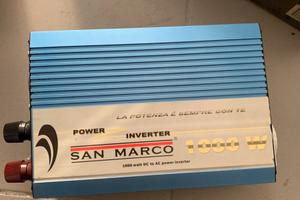 LA POTENZA È SEMPRE CON TE
POWER INVERTER
SAN MARCO® 1000 W
1000 watt DC to AC power inverter